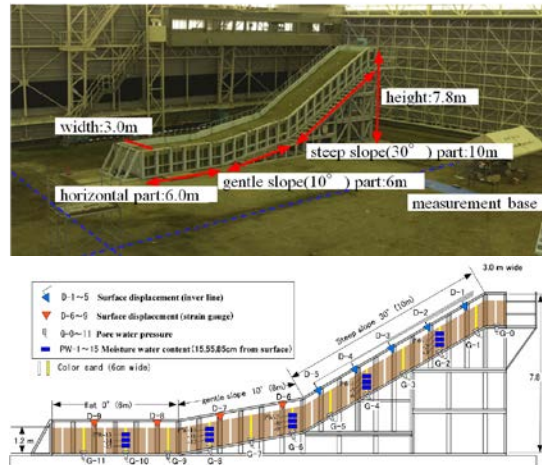 height:7.8m
width:3.0m
steep slope(30°) part:10m
gentle slope(10°) part:6m
horizontal part:6.0m
measurement base
3.0 m wide
D-1~5 Surface displacement (inver line)
D-6~9 Surface displacement (strain gauge)
G-0~11 Pore water pressure
PW-1~15 Moisture water content (15,55,85cm from surface)
Color sand (6cm wide)
Steep slope 30° (10m)
gentle slope 10° (6m)
flat 0° (6m)
D-1
D-2
D-3
D-4
D-5
D-6
D-7
D-8
D-9
G-0
G-1
G-2
G-3
G-4
G-5
G-6
G-7
G-8
G-9
G-10
G-11
1.2 m
7.8